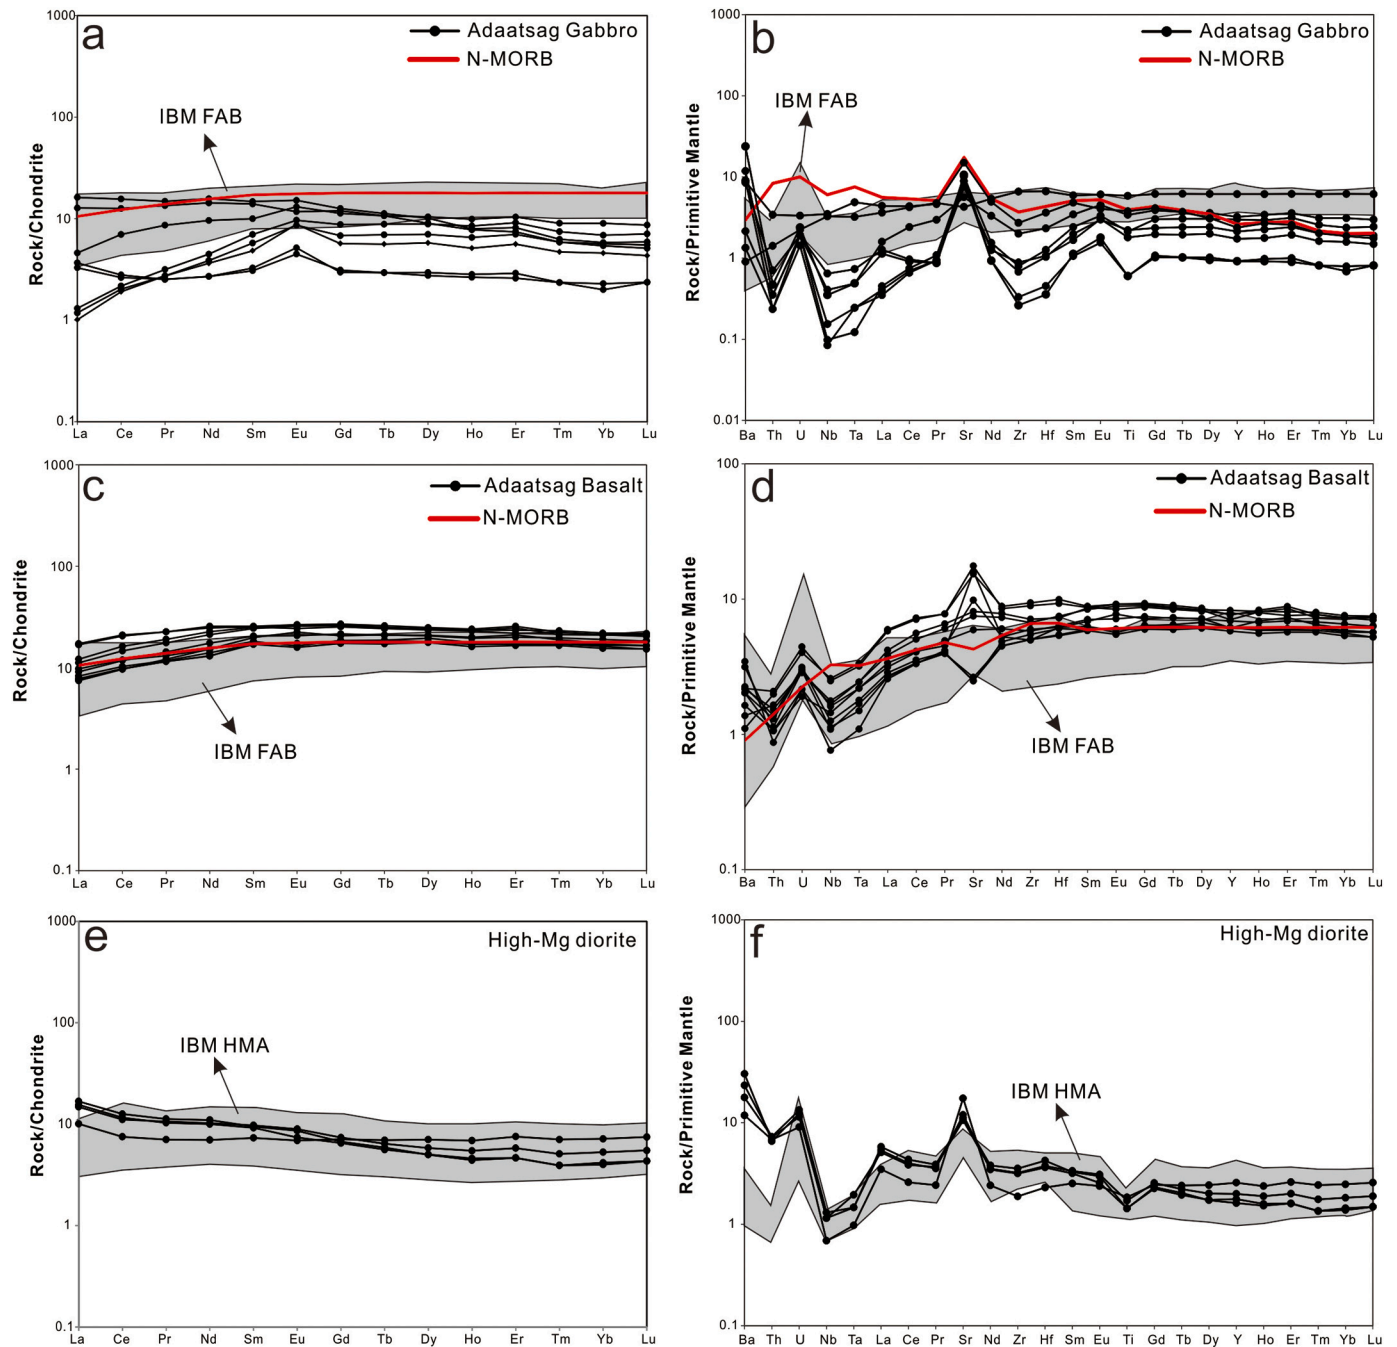 a
Adaatsag Gabbro
N-MORB
IBM FAB
Rock/Chondrite
1000
100
10
1
0.1
La Ce Pr Nd Sm Eu Gd Tb Dy Ho Er Tm Yb Lu
b
Adaatsag Gabbro
N-MORB
IBM FAB
Rock/Primitive Mantle
1000
100
10
1
0.1
0.01
Ba Th U Nb Ta La Ce Pr Sr Nd Zr Hf Sm Eu Ti Gd Tb Dy Y Ho Er Tm Yb Lu
c
Adaatsag Basalt
N-MORB
IBM FAB
Rock/Chondrite
1000
100
10
1
0.1
La Ce Pr Nd Sm Eu Gd Tb Dy Ho Er Tm Yb Lu
d
Adaatsag Basalt
N-MORB
IBM FAB
Rock/Primitive Mantle
100
10
1
0.1
Ba Th U Nb Ta La Ce Pr Sr Nd Zr Hf Sm Eu Gd Tb Dy Y Ho Er Tm Yb Lu
e
High-Mg diorite
IBM HMA
Rock/Chondrite
1000
100
10
1
0.1
La Ce Pr Nd Sm Eu Gd Tb Dy Ho Er Tm Yb Lu
f
High-Mg diorite
IBM HMA
Rock/Primitive Mantle
1000
100
10
1
0.1
Ba Th U Nb Ta La Ce Pr Sr Nd Zr Hf Sm Eu Ti Gd Tb Dy Y Ho Er Tm Yb Lu